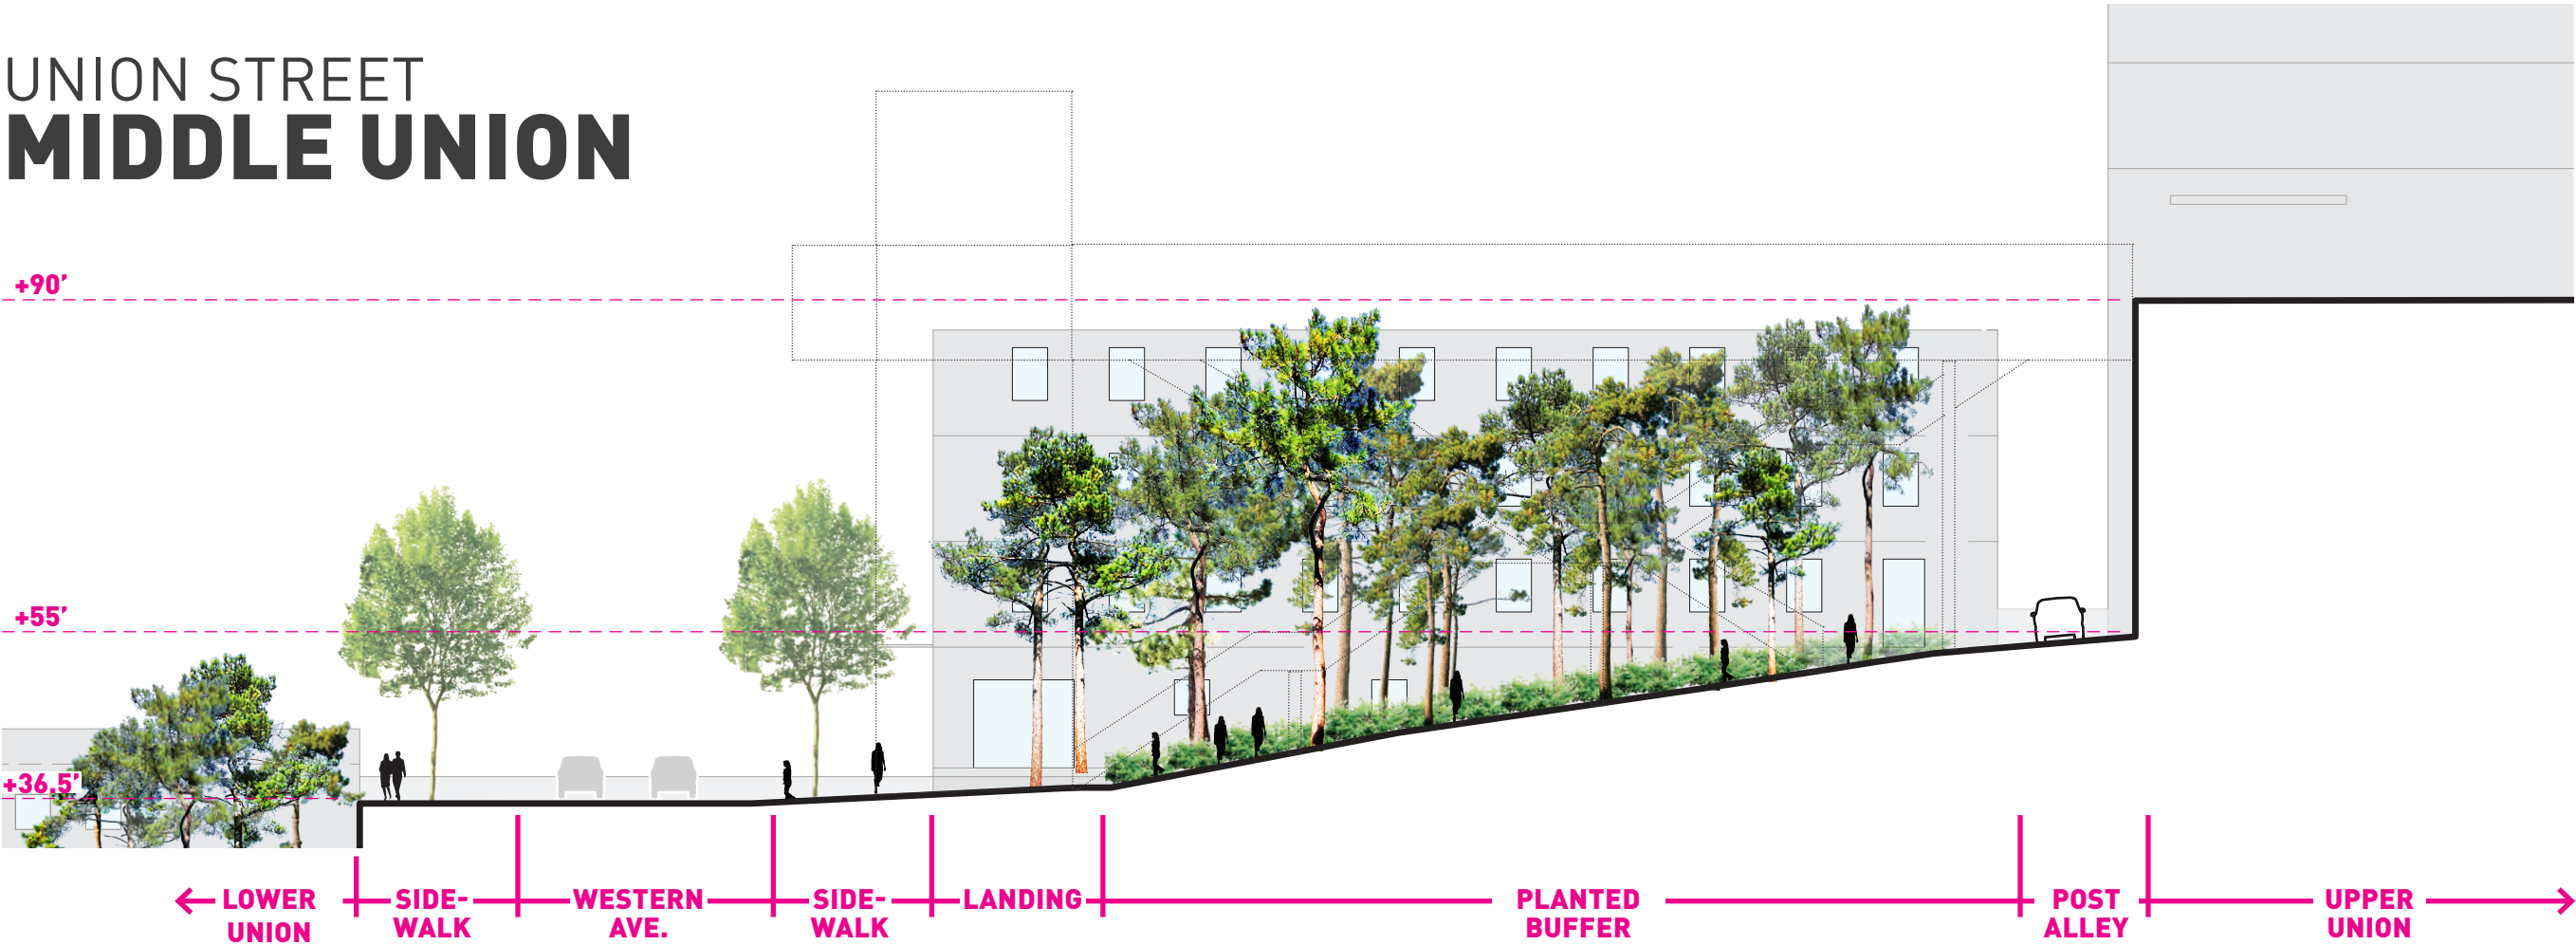 UNION STREET
MIDDLE UNION
+90’
+55’
+36.5’
LOWER
UNION
SIDE-
WALK
WESTERN
AVE.
SIDE-
WALK
LANDING
PLANTED
BUFFER
POST
ALLEY
UPPER
UNION